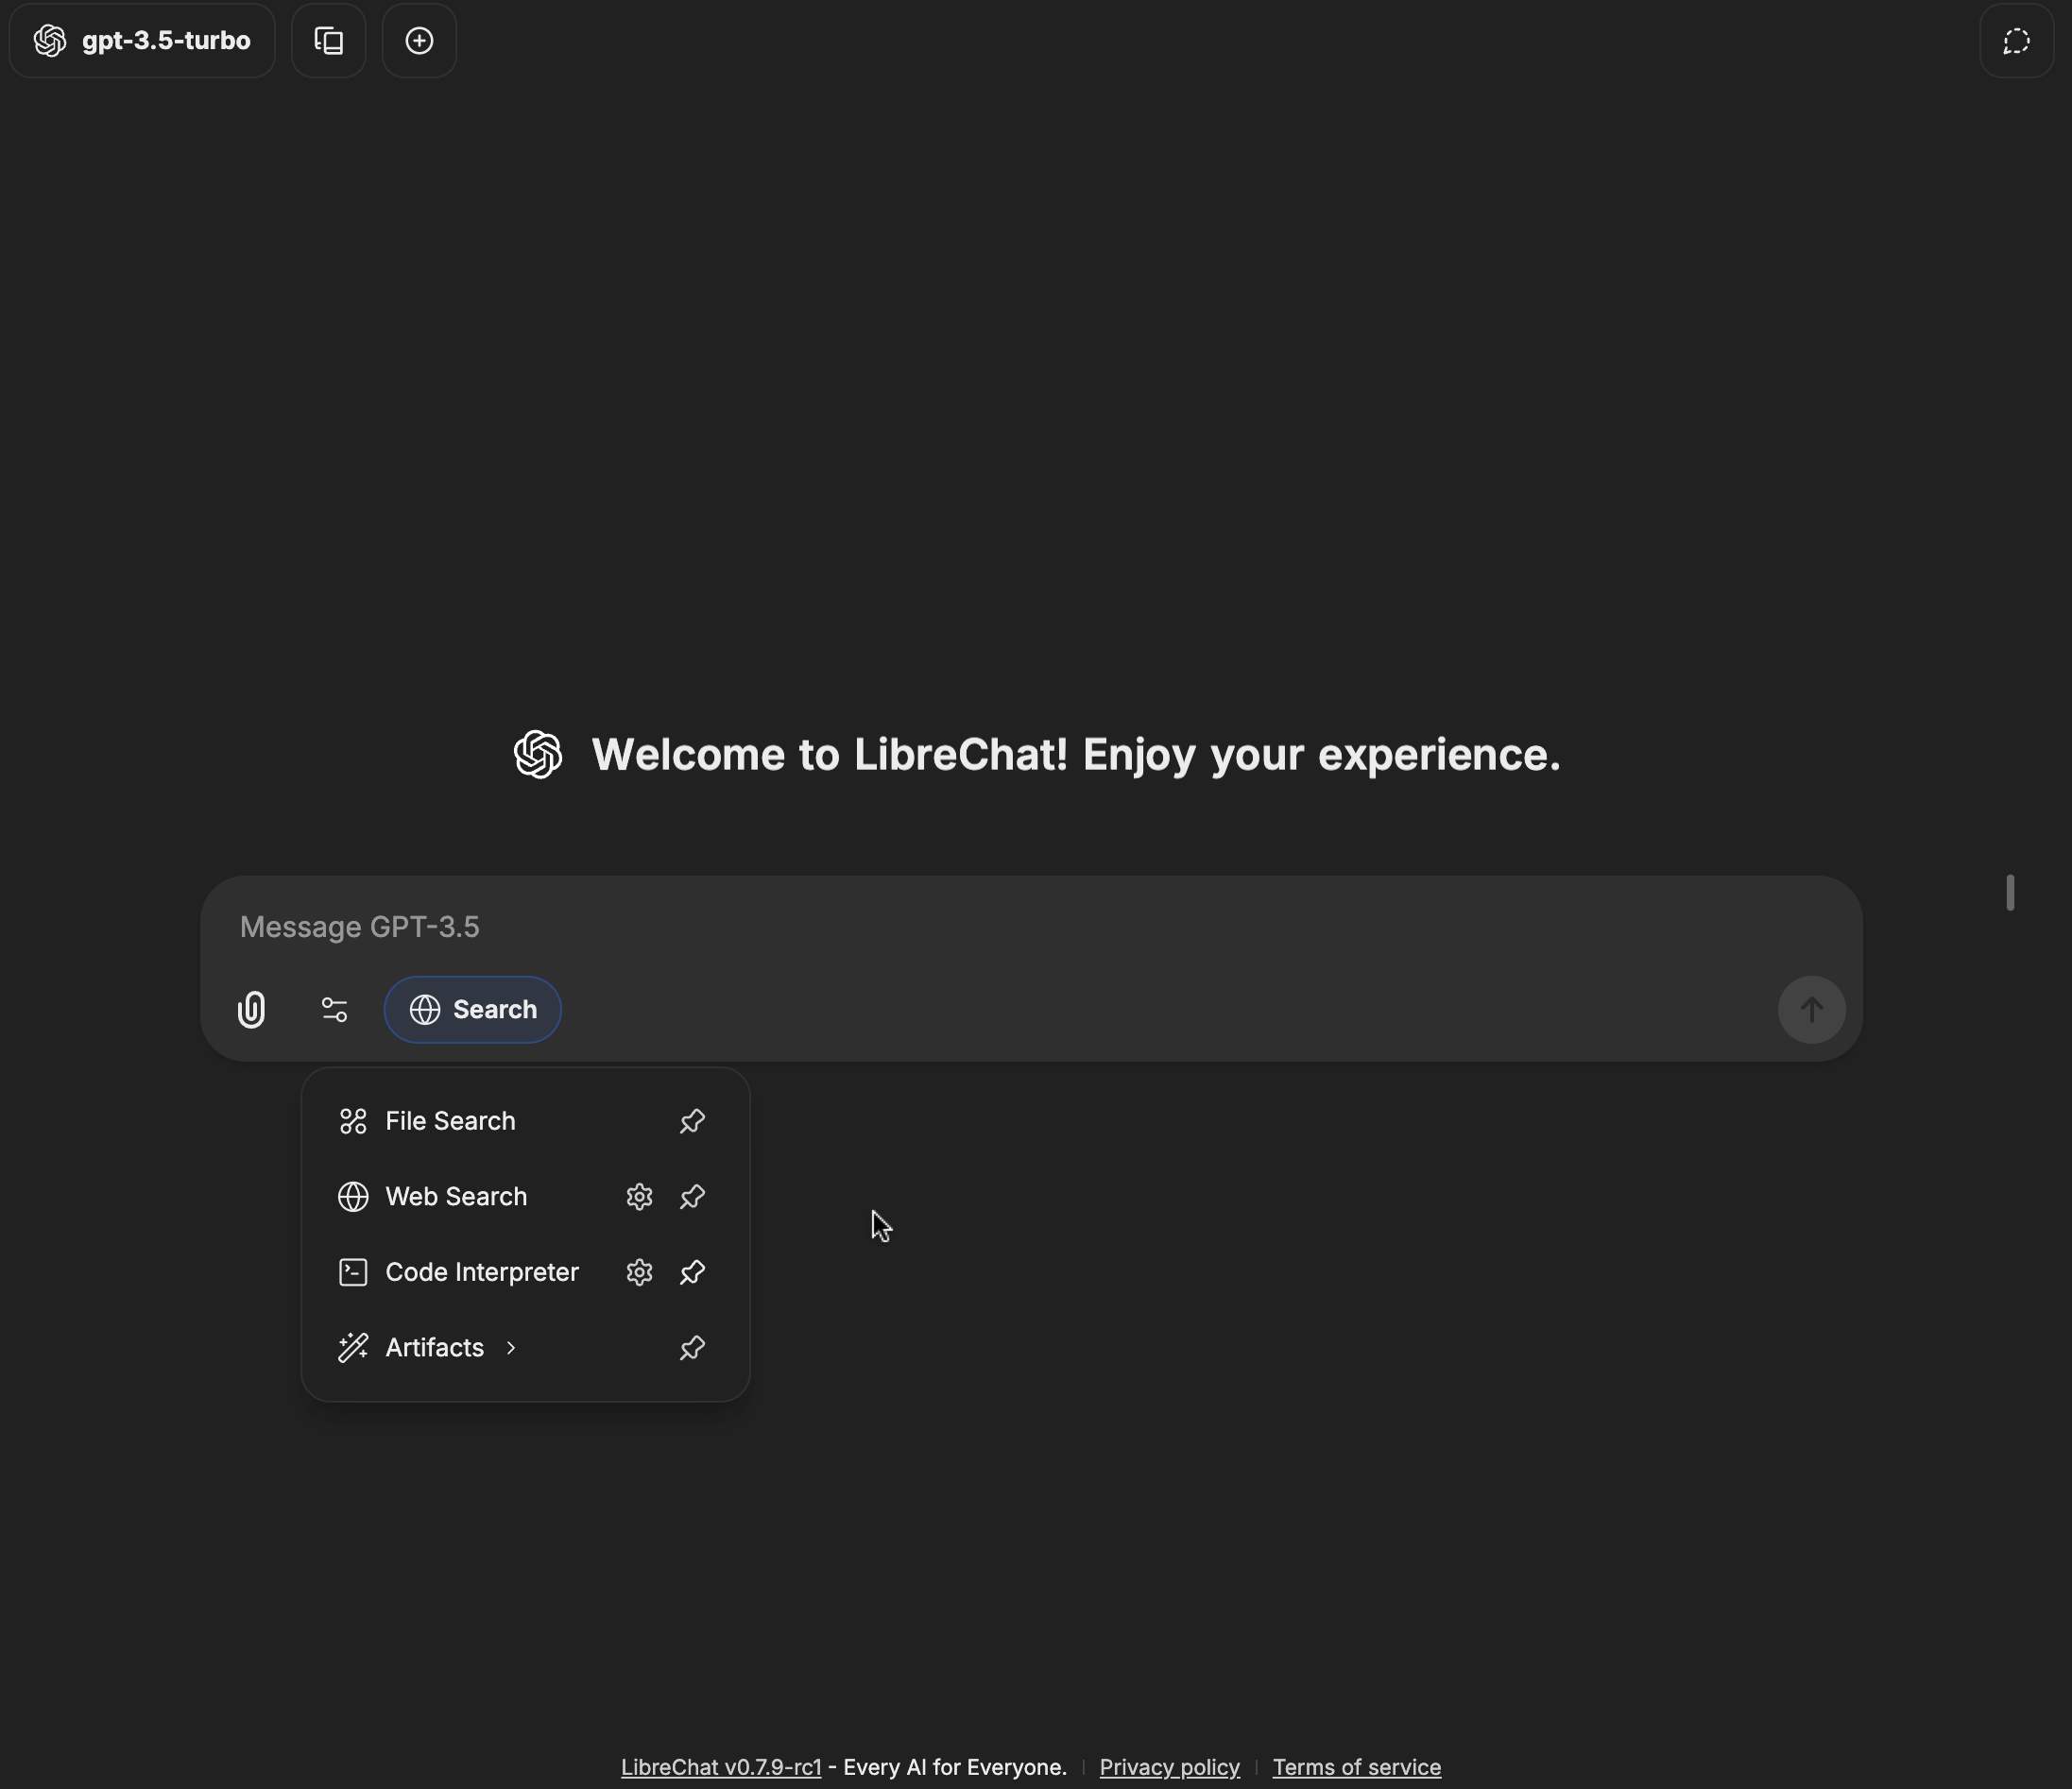 gpt-3.5-turbo
Welcome to LibreChat! Enjoy your experience.
Message GPT-3.5
Search
File Search
Web Search
Code Interpreter
Artifacts
LibreChat v0.7.9-rc1 - Every AI for Everyone. | Privacy policy | Terms of service